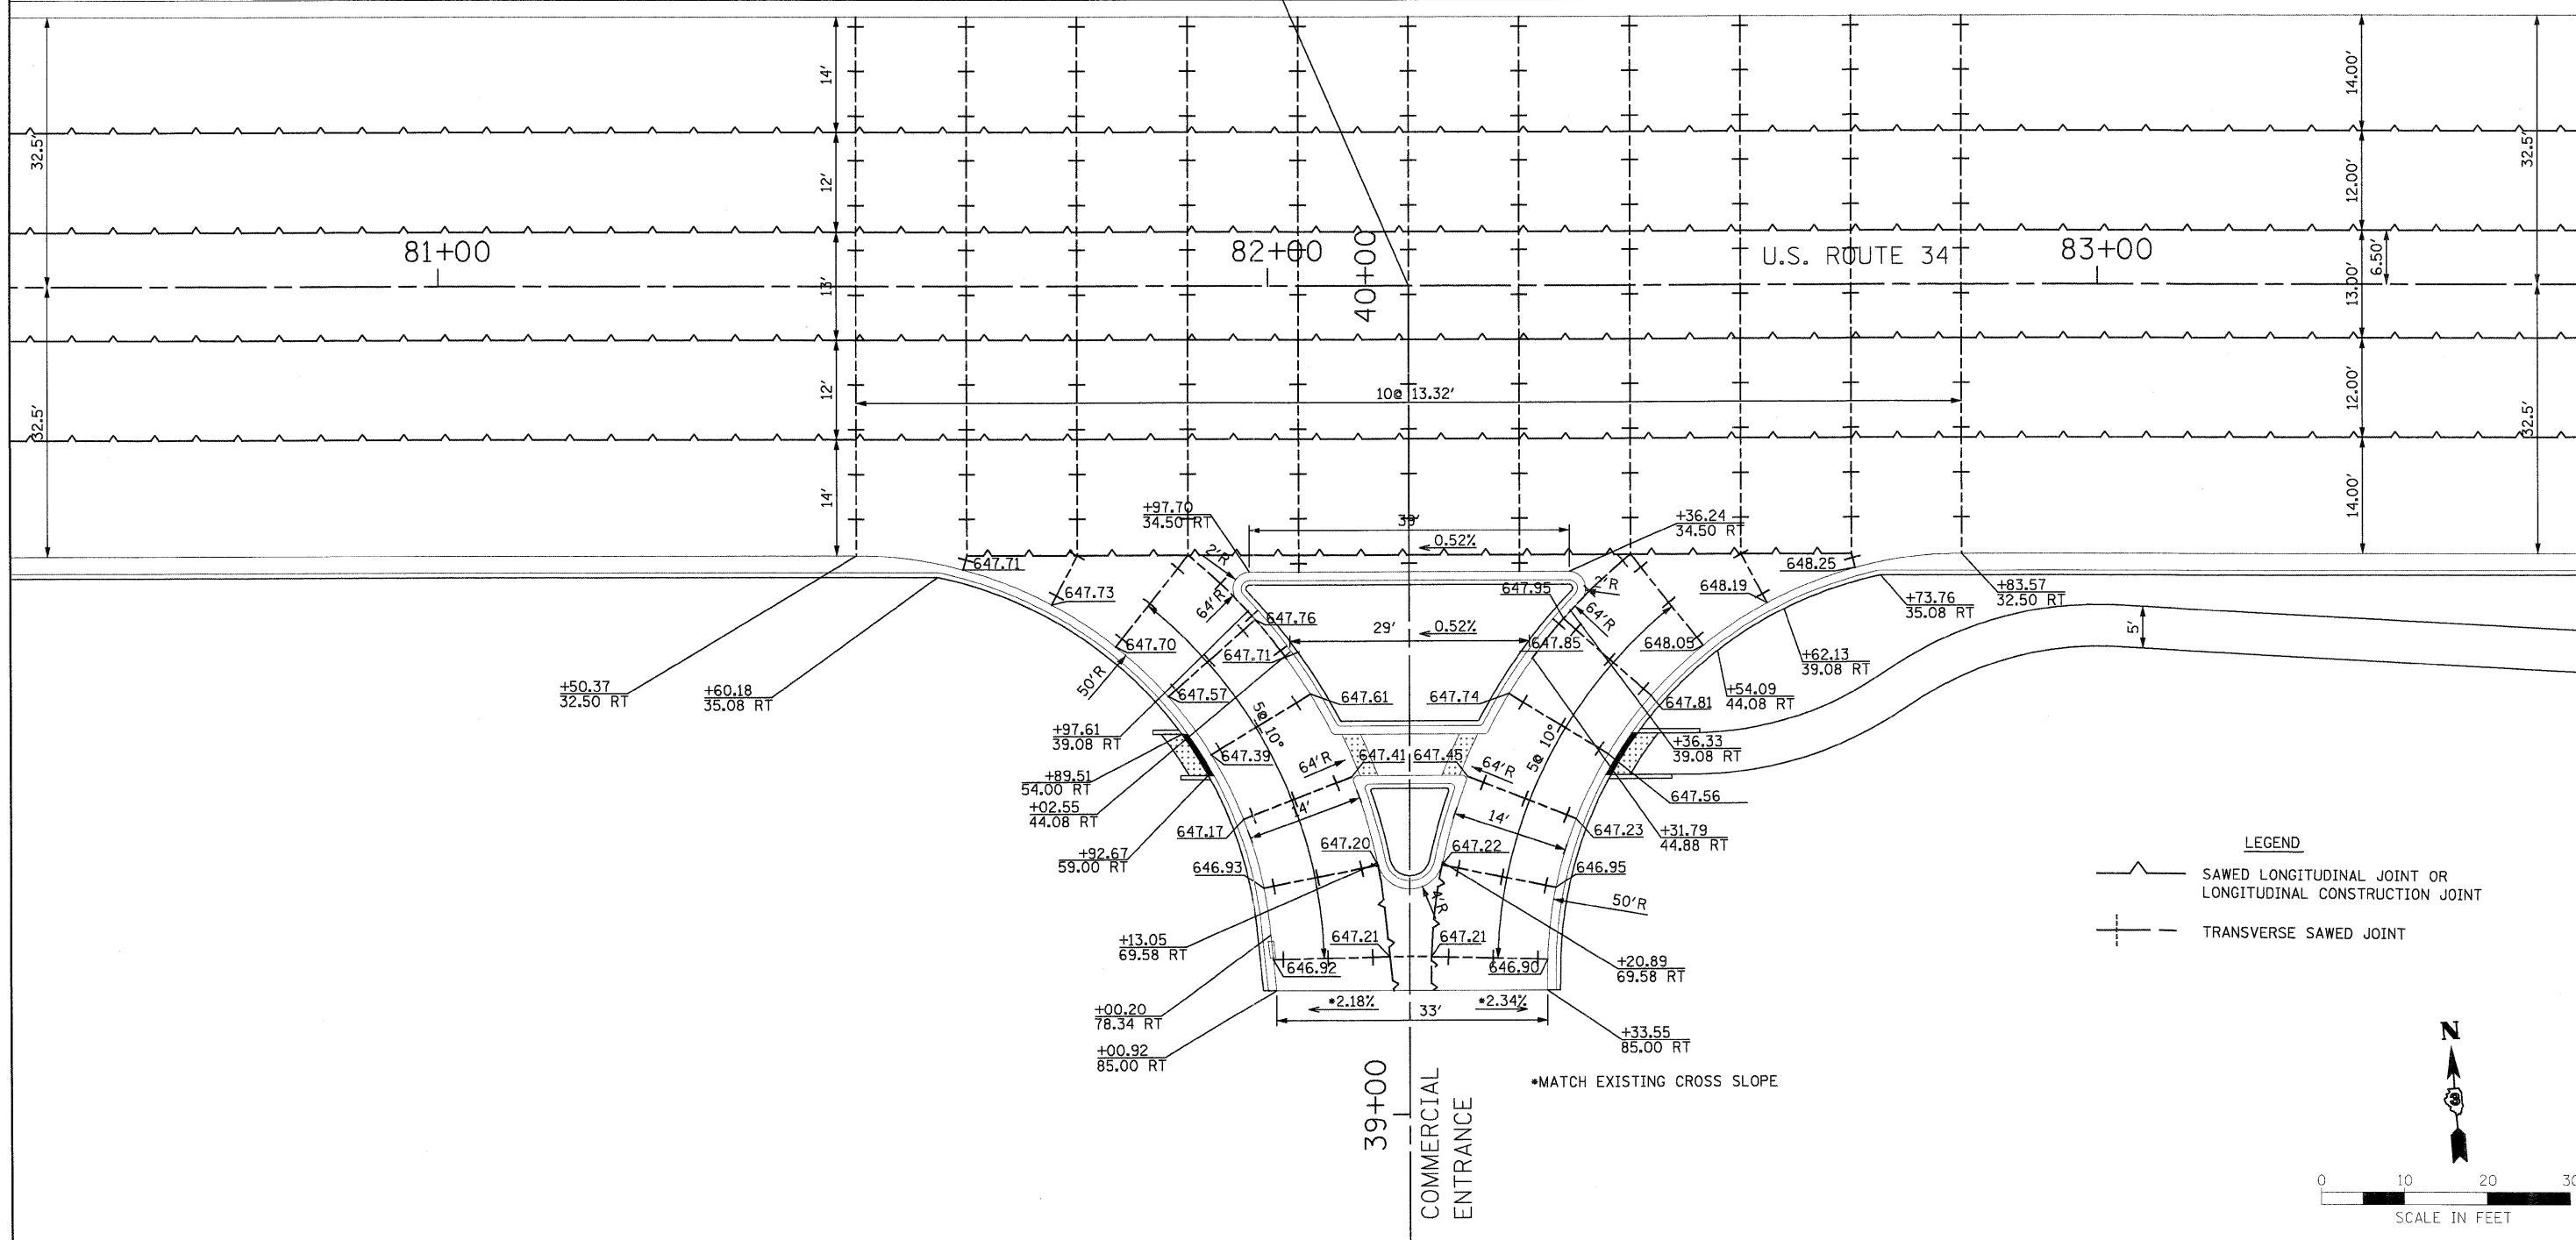 14'
14.00'
32.5'
32.5'
12'
12.00'
81+00
82+00
40+00
U.S. ROUTE 34
83+00
6.50'
13'
13.00'
10@ 13.32'
12'
12.00'
32.5'
32.5'
14'
14.00'
+97.70
34.50 RT
39'
0.52%
+36.24
34.50 RT
647.71
2'R
648.25
647.73
64'R
647.76
647.95
2'R
648.19
+83.57
32.50 RT
+73.76
35.08 RT
29'
0.52%
64'R
647.70
647.71
647.85
648.05
5'
50'R
+62.13
39.08 RT
+50.37
32.50 RT
+60.18
35.08 RT
647.57
647.61
647.74
647.81
+54.09
44.08 RT
5@ 10°
5@ 10°
+97.61
39.08 RT
647.39
647.41
647.45
+36.33
39.08 RT
64'R
64'R
+89.51
54.00 RT
+02.55
44.08 RT
647.56
14'
14'
647.17
647.23
+31.79
44.88 RT
LEGEND
+92.67
59.00 RT
647.20
647.22
646.93
646.95
SAWED LONGITUDINAL JOINT OR
LONGITUDINAL CONSTRUCTION JOINT
4'R
50'R
TRANSVERSE SAWED JOINT
+13.05
69.58 RT
647.21
647.21
646.92
646.90
+20.89
69.58 RT
*2.18%
*2.34%
33'
+00.20
78.34 RT
+33.55
85.00 RT
+00.92
85.00 RT
N
3
*MATCH EXISTING CROSS SLOPE
39+00
COMMERCIAL
ENTRANCE
0 10 20 30
SCALE IN FEET